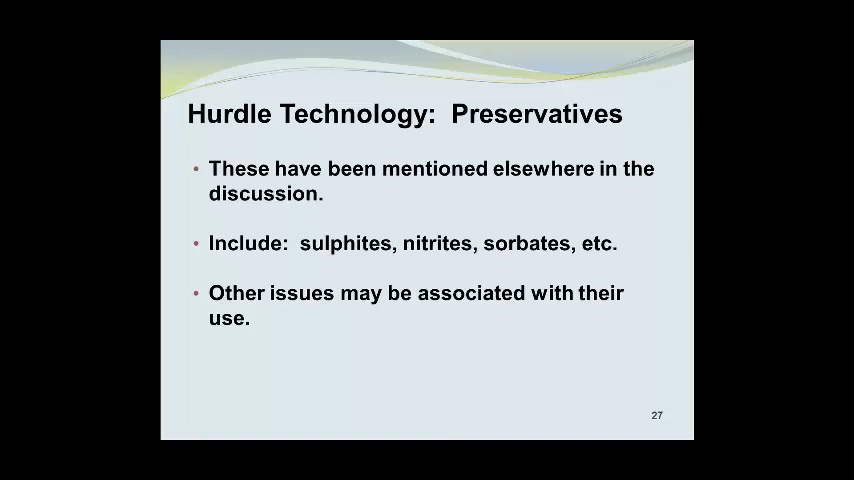 Hurdle Technology:  Preservatives
• These have been mentioned elsewhere in the
discussion.
• Include:  sulphites, nitrites, sorbates, etc.
• Other issues may be associated with their
use.
27